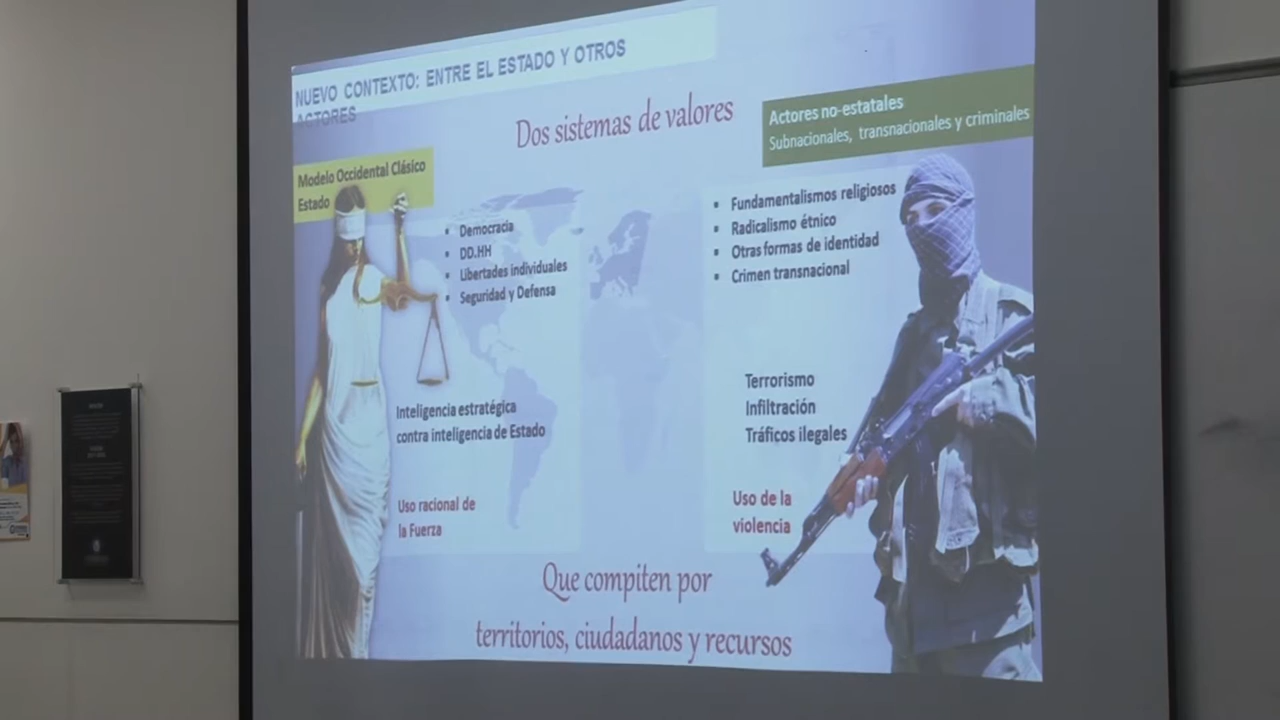 NUEVO CONTEXTO: ENTRE EL ESTADO Y OTROS
ACTORES
Dos sistemas de valores
Modelo Occidental Clásico
Estado
• Democracia
• DD.HH
• Libertades individuales
• Seguridad y Defensa
Inteligencia estratégica
contra inteligencia de Estado
Uso racional de
la Fuerza
Actores no-estatales
Subnacionales, transnacionales y criminales
• Fundamentalismos religiosos
• Radicalismo étnico
• Otras formas de identidad
• Crimen transnacional
Terrorismo
Infiltración
Tráficos ilegales
Uso de la
violencia
Que compiten por
territorios, ciudadanos y recursos